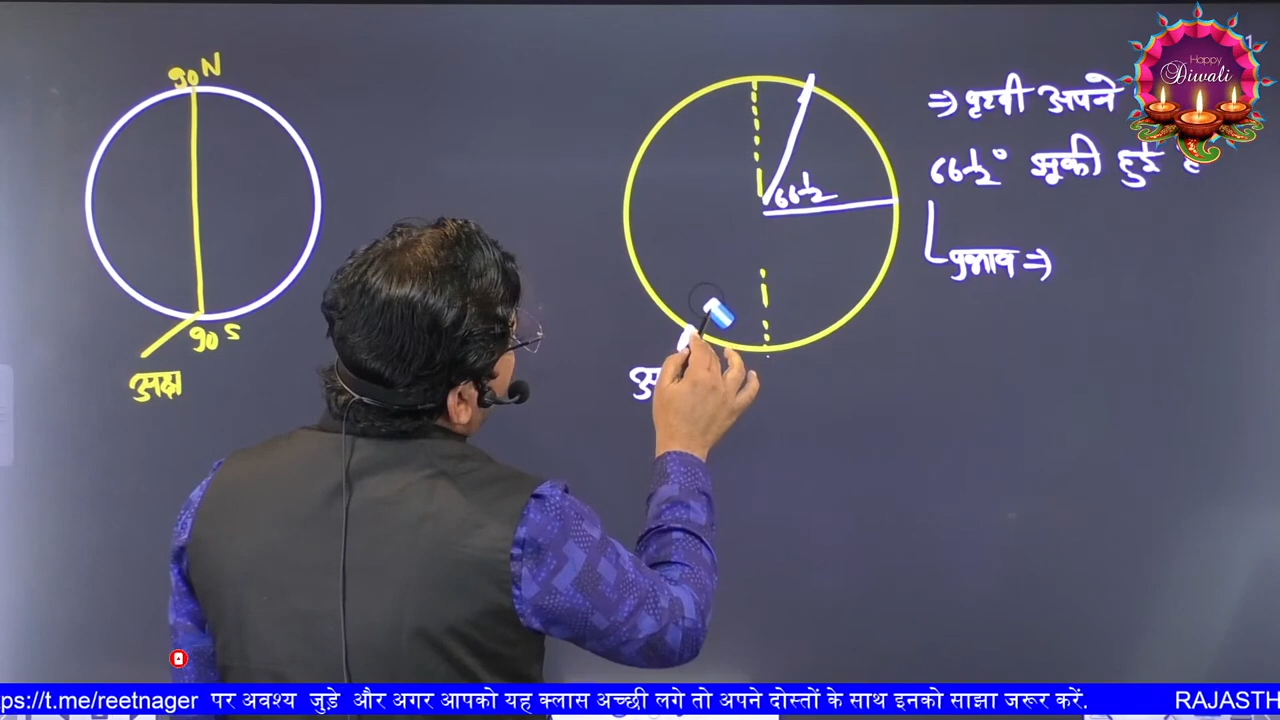 90 N
90 S
अक्ष
66½
⇒ पृथ्वी अपने
66½° झूकी हुई है
प्रभाव ⇒
Happy
Diwali
1
ps://t.me/reetnager पर अवश्य जुड़े और अगर आपको यह क्लास अच्छी लगे तो अपने दोस्तों के साथ इनको साझा जरूर करें. RAJASTH